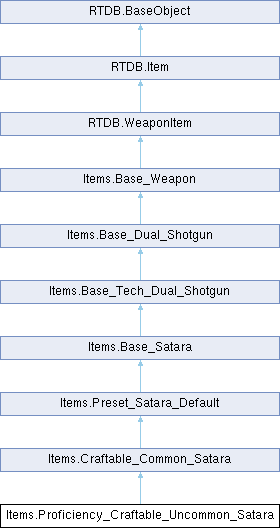 RTDB.BaseObject
RTDB.Item
RTDB.WeaponItem
Items.Base_Weapon
Items.Base_Dual_Shotgun
Items.Base_Tech_Dual_Shotgun
Items.Base_Satara
Items.Preset_Satara_Default
Items.Craftable_Common_Satara
Items.Proficiency_Craftable_Uncommon_Satara